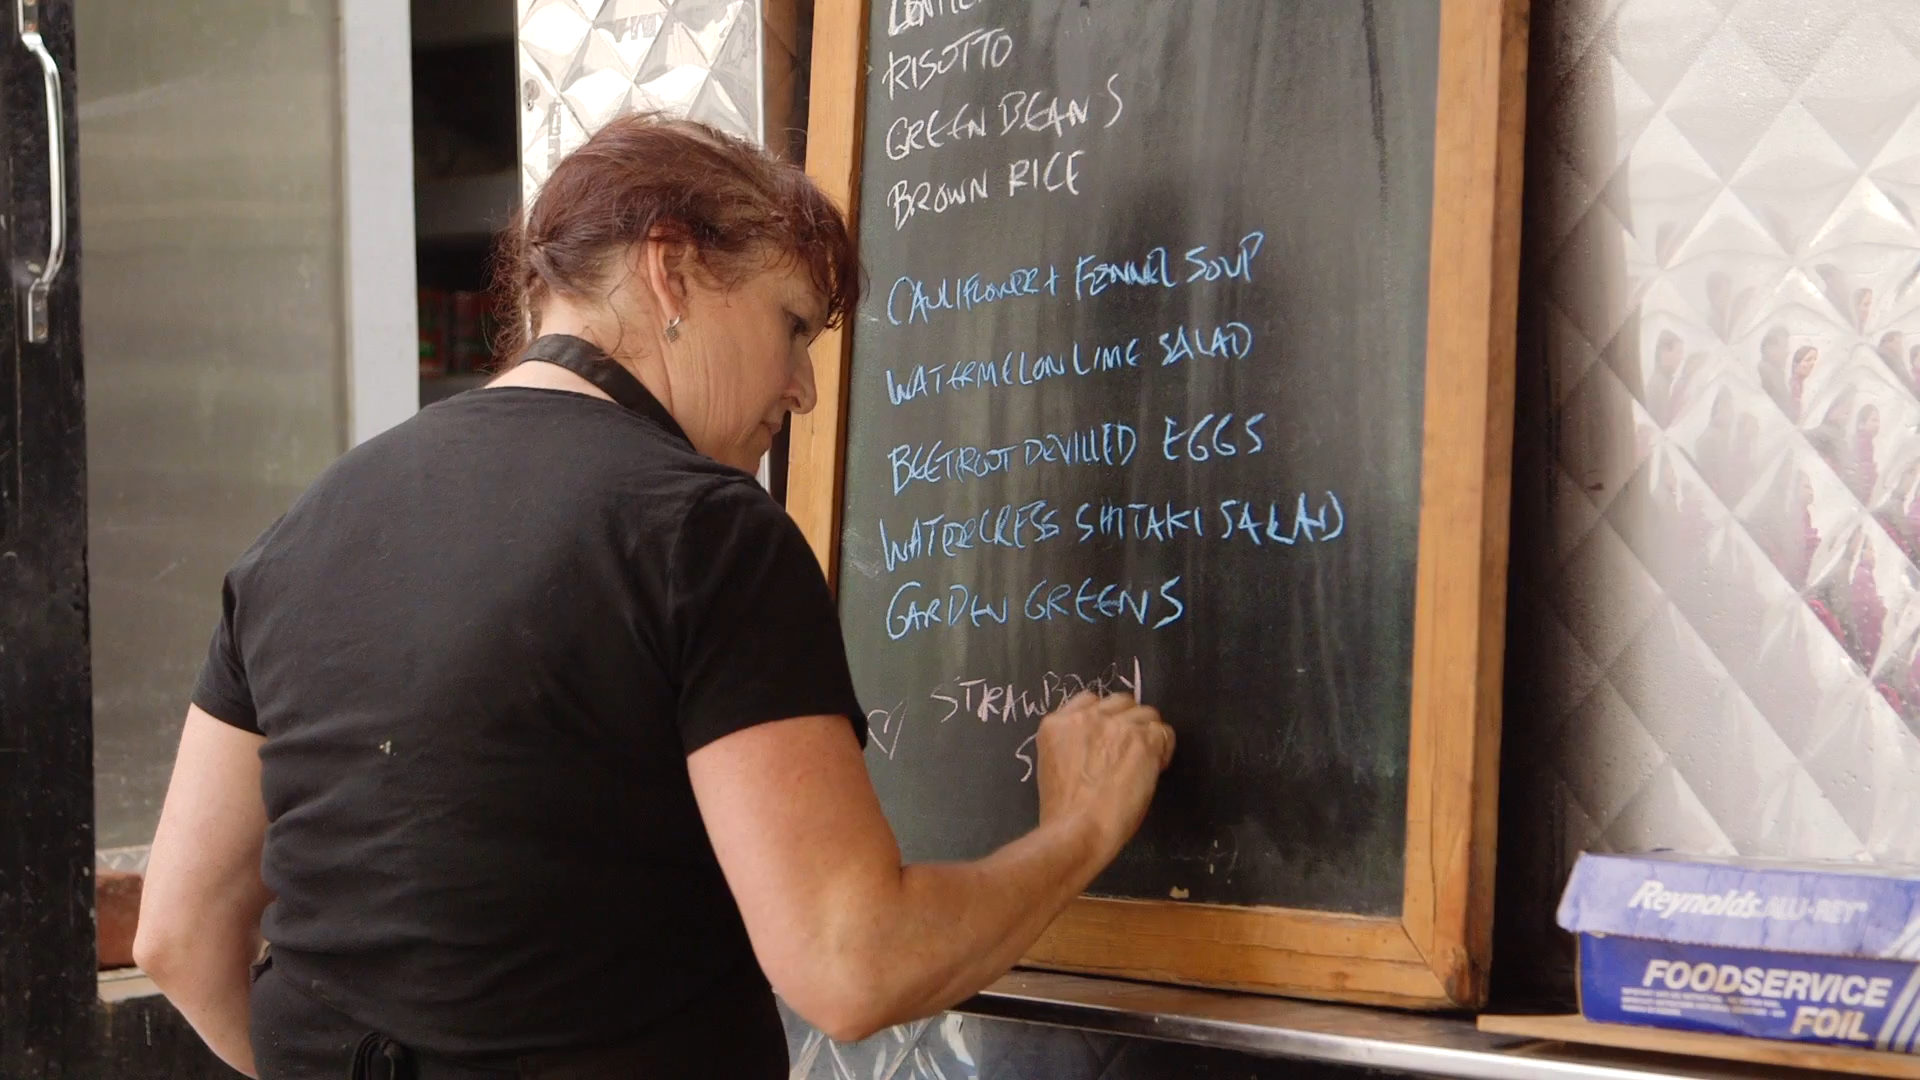 RISOTTO
GREEN BEANS
BROWN RICE
CAULIFLOWER + FENNEL SOUP
WATERMELON LIME SALAD
BEETROOT DEVILLED EGGS
WATERCRESS SHITAKI SALAD
GARDEN GREENS
STRAWBERRY
S
Reynolds ALU-REY
FOODSERVICE
FOIL